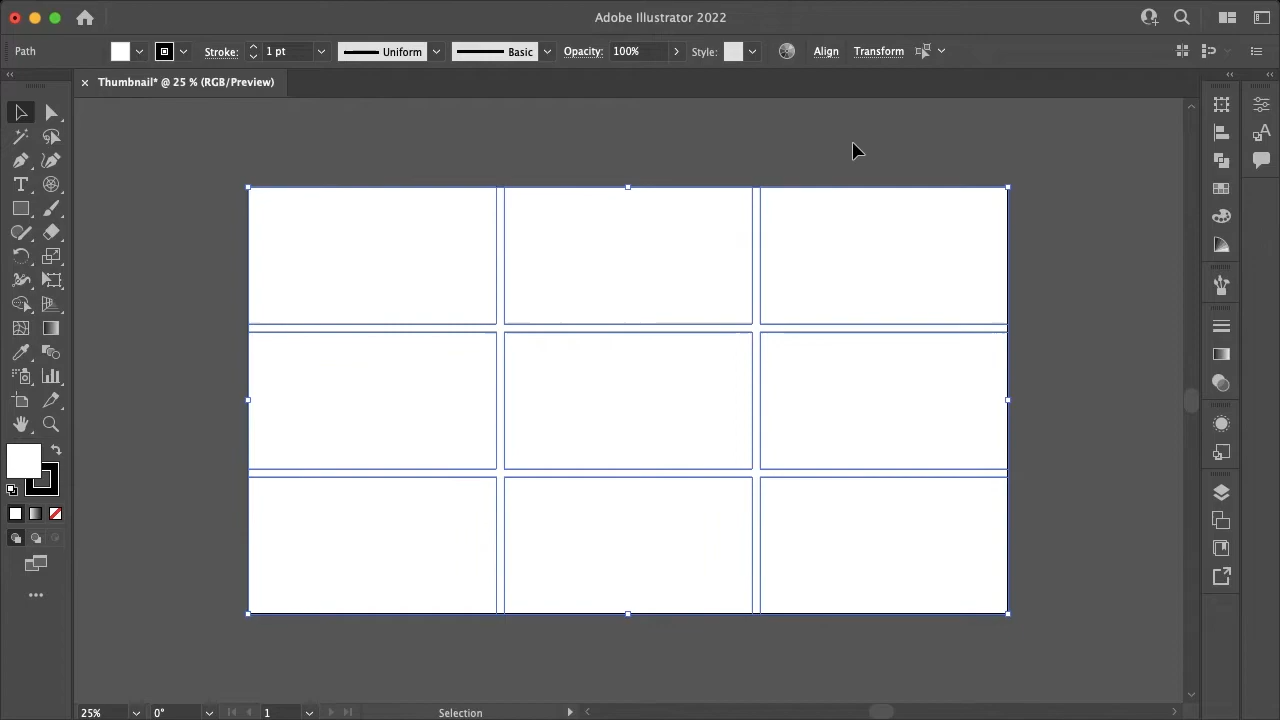 Adobe Illustrator 2022
Path
Stroke:
1 pt
Uniform
Basic
Opacity:
100%
Style:
Align
Transform
Thumbnail* @ 25 % (RGB/Preview)
25%
0°
1
Selection